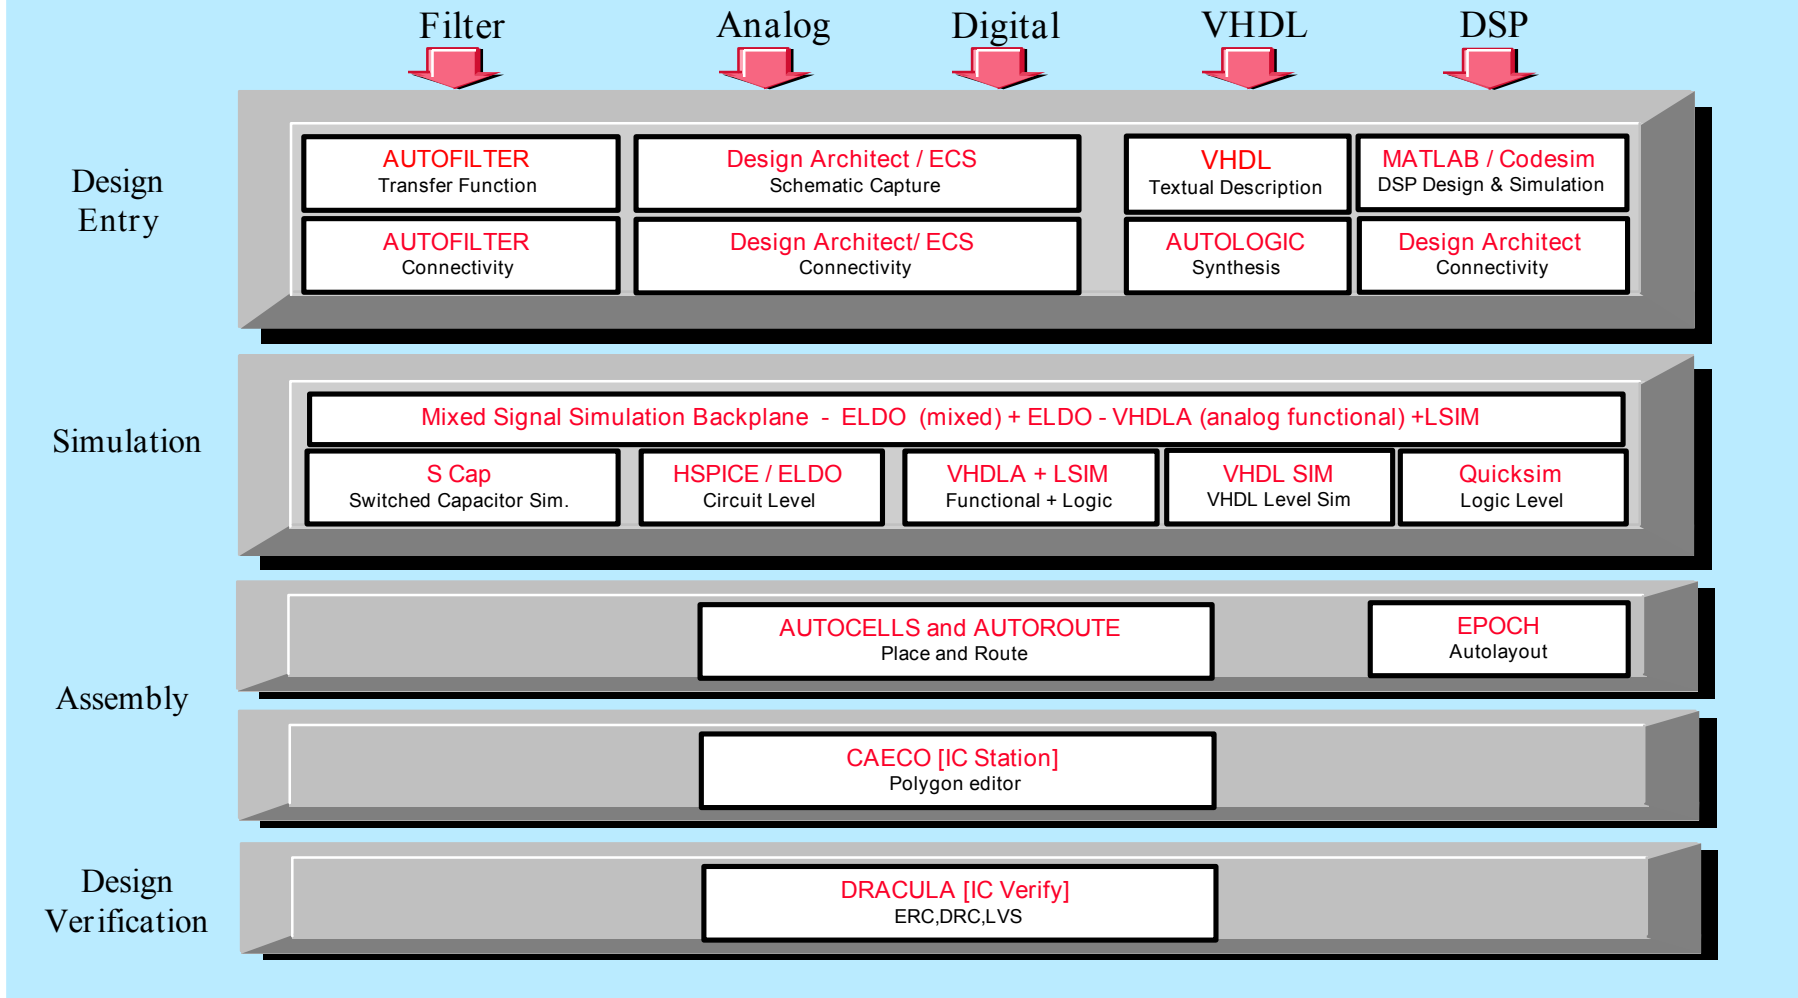 Filter Analog Digital VHDL DSP
Design
Entry
AUTOFILTER
Transfer Function
Design Architect / ECS
Schematic Capture
VHDL
Textual Description
MATLAB / Codesim
DSP Design & Simulation
AUTOFILTER
Connectivity
Design Architect/ ECS
Connectivity
AUTOLOGIC
Synthesis
Design Architect
Connectivity
Simulation
Mixed Signal Simulation Backplane - ELDO (mixed) + ELDO - VHDLA (analog functional) +LSIM
S Cap
Switched Capacitor Sim.
HSPICE / ELDO
Circuit Level
VHDLA + LSIM
Functional + Logic
VHDL SIM
VHDL Level Sim
Quicksim
Logic Level
Assembly
AUTOCELLS and AUTOROUTE
Place and Route
EPOCH
Autolayout
CAECO [IC Station]
Polygon editor
Design
Verification
DRACULA [IC Verify]
ERC,DRC,LVS